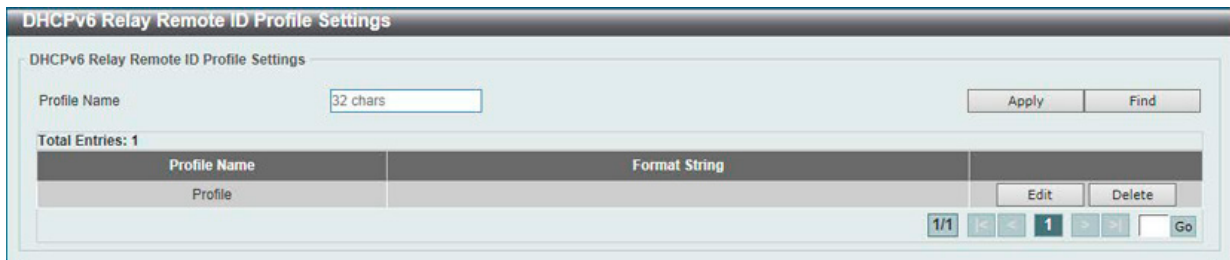 DHCPv6 Relay Remote ID Profile Settings
DHCPv6 Relay Remote ID Profile Settings
Profile Name 32 chars Apply Find
Total Entries: 1
Profile Name Format String
Profile Edit Delete
1/1 |< < 1 > >| Go